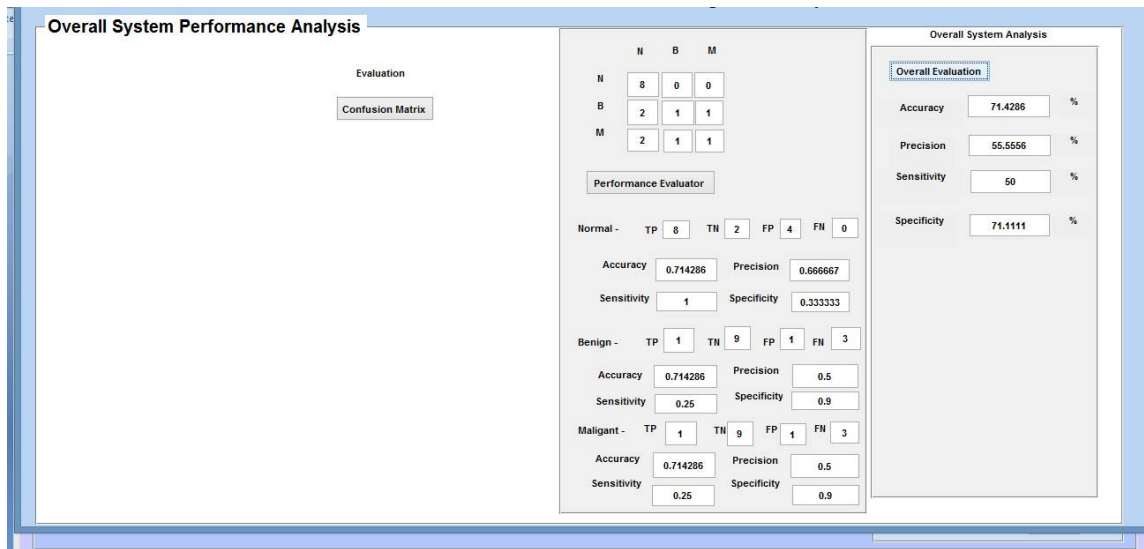 Overall System Performance Analysis
Evaluation
Confusion Matrix
N B M
N 8 0 0
B 2 1 1
M 2 1 1
Performance Evaluator
Normal - TP 8 TN 2 FP 4 FN 0
Accuracy 0.714286 Precision 0.666667
Sensitivity 1 Specificity 0.333333
Benign - TP 1 TN 9 FP 1 FN 3
Accuracy 0.714286 Precision 0.5
Sensitivity 0.25 Specificity 0.9
Maligant - TP 1 TN 9 FP 1 FN 3
Accuracy 0.714286 Precision 0.5
Sensitivity 0.25 Specificity 0.9
Overall System Analysis
Overall Evaluation
Accuracy 71.4286 %
Precision 55.5556 %
Sensitivity 50 %
Specificity 71.1111 %